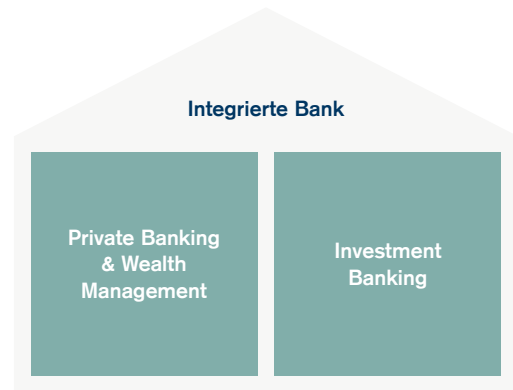 Integrierte Bank
Private Banking
& Wealth
Management
Investment
Banking